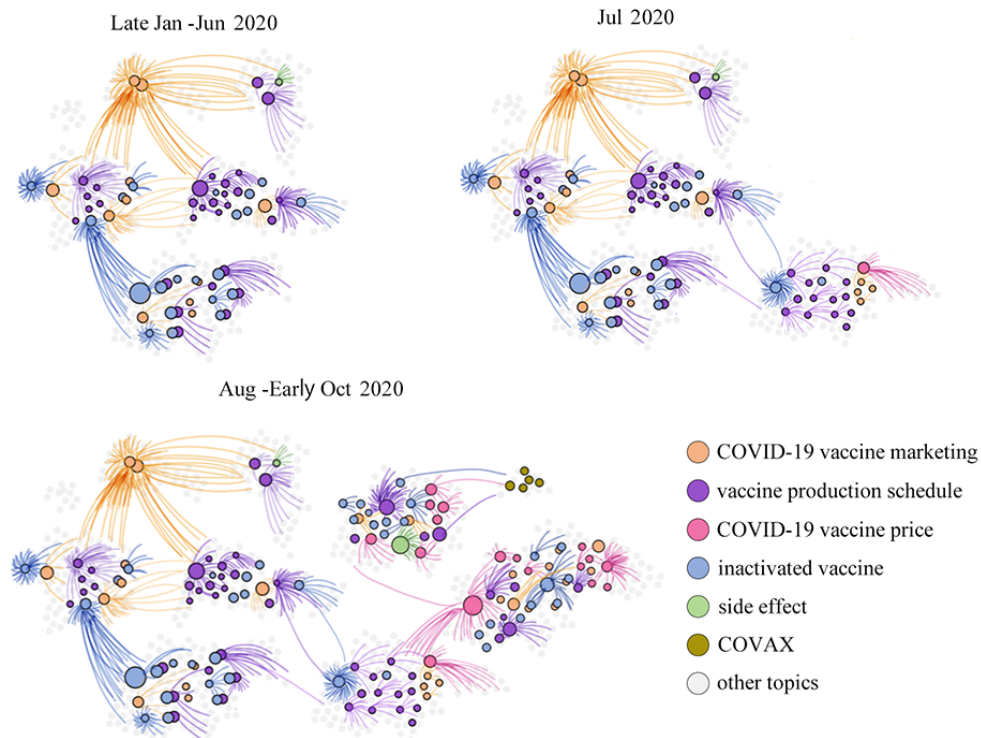 Late Jan -Jun 2020
Jul 2020
Aug -Early Oct 2020
COVID-19 vaccine marketing
vaccine production schedule
COVID-19 vaccine price
inactivated vaccine
side effect
COVAX
other topics